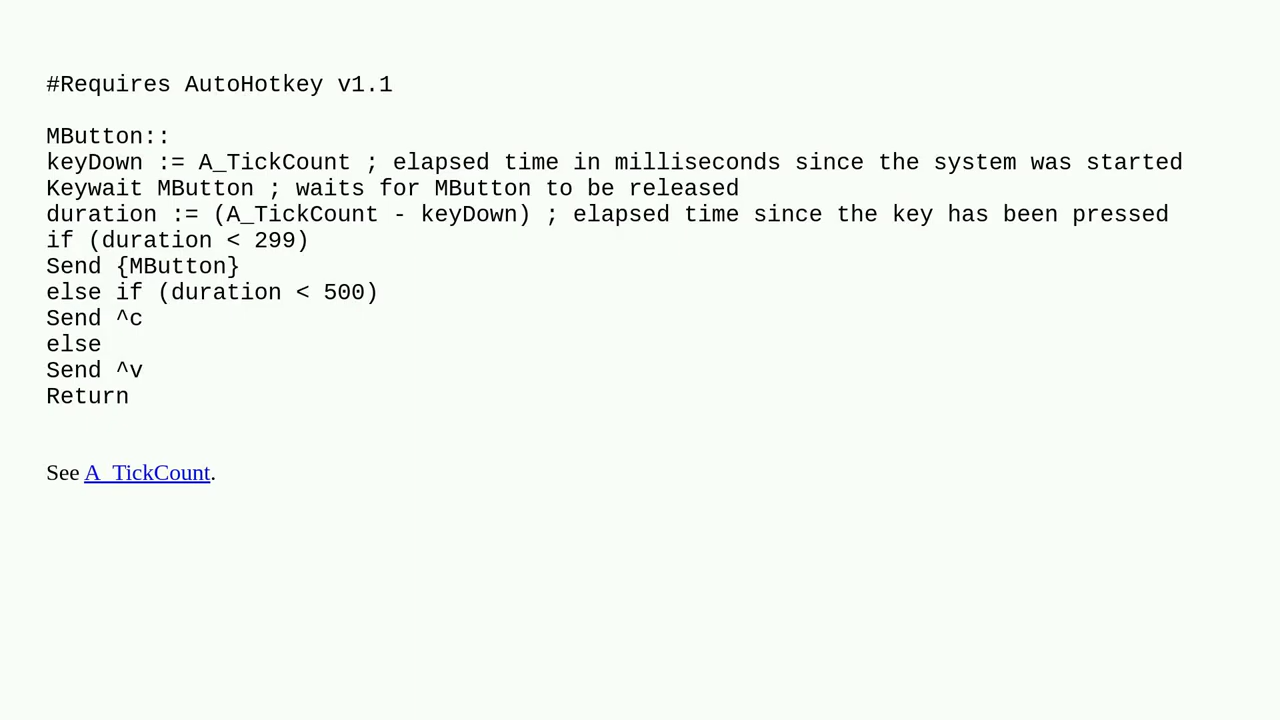 #Requires AutoHotkey v1.1
MButton::
keyDown := A_TickCount ; elapsed time in milliseconds since the system was started
Keywait MButton ; waits for MButton to be released
duration := (A_TickCount - keyDown) ; elapsed time since the key has been pressed
if (duration < 299)
Send {MButton}
else if (duration < 500)
Send ^c
else
Send ^v
Return
See A_TickCount.